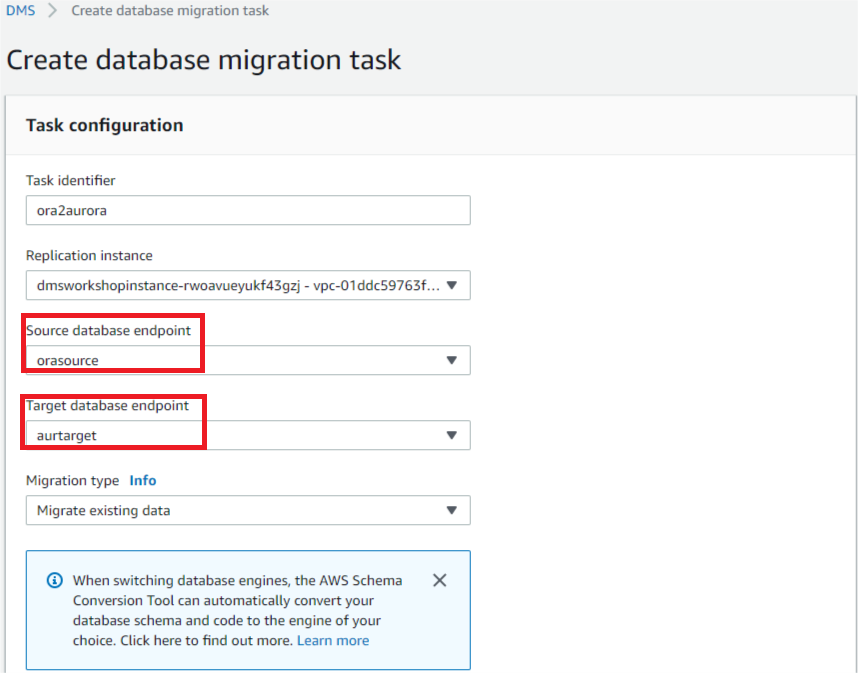 DMS > Create database migration task
Create database migration task
Task configuration
Task identifier
ora2aurora
Replication instance
dmsworkshopinstance-rwoavueyukf43gzj - vpc-01ddc59763f...
Source database endpoint
orasource
Target database endpoint
aurtarget
Migration type Info
Migrate existing data
When switching database engines, the AWS Schema
Conversion Tool can automatically convert your
database schema and code to the engine of your
choice. Click here to find out more. Learn more